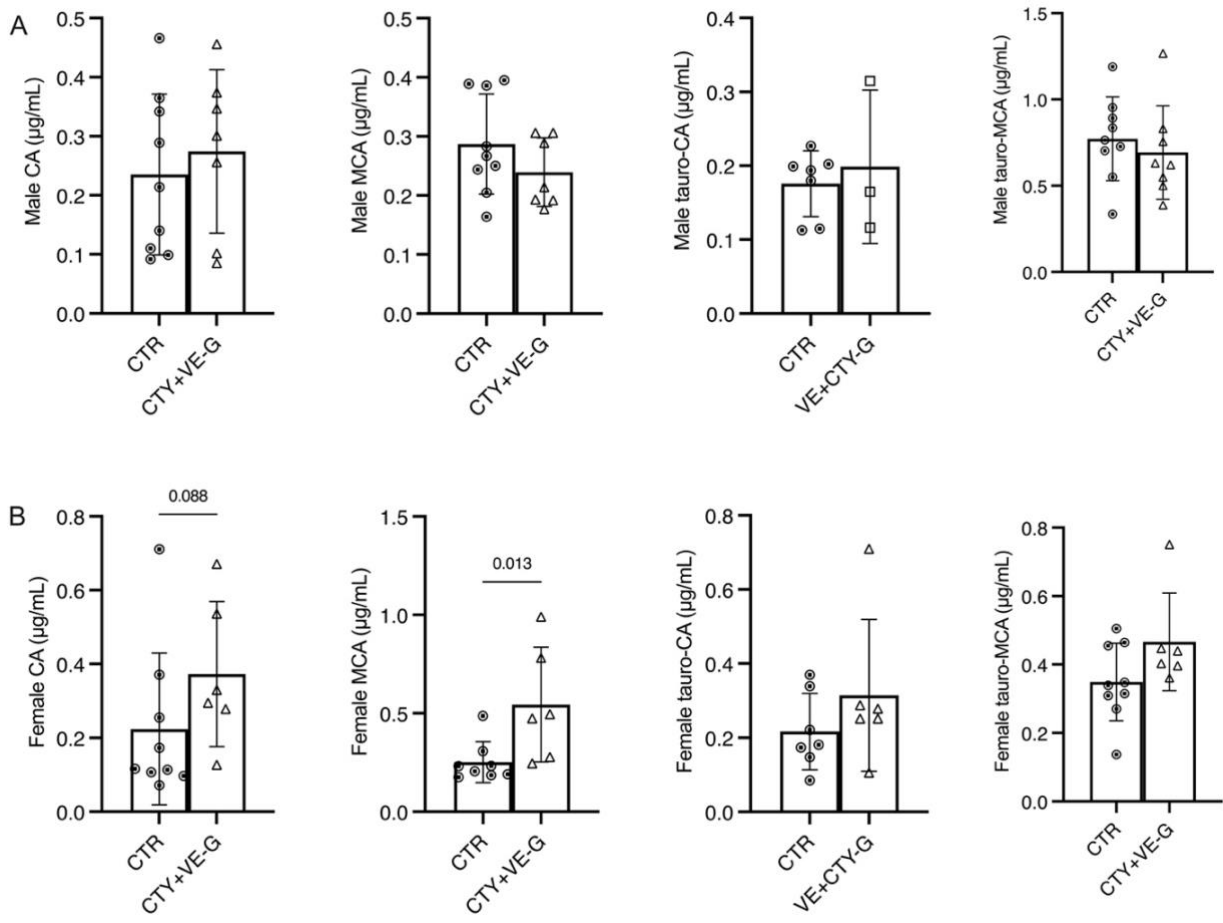 A
Male CA (µg/mL)
0.5
0.4
0.3
0.2
0.1
0.0
CTR
CTY+VE-G
Male MCA (µg/mL)
0.5
0.4
0.3
0.2
0.1
0.0
CTR
CTY+VE-G
Male tauro-CA (µg/mL)
0.4
0.3
0.2
0.1
0.0
CTR
VE+CTY-G
Male tauro-MCA (µg/mL)
1.5
1.0
0.5
0.0
CTR
CTY+VE-G
B
Female CA (µg/mL)
0.8
0.6
0.4
0.2
0.0
0.088
CTR
CTY+VE-G
Female MCA (µg/mL)
1.5
1.0
0.5
0.0
0.013
CTR
CTY+VE-G
Female tauro-CA (µg/mL)
0.8
0.6
0.4
0.2
0.0
CTR
VE+CTY-G
Female tauro-MCA (µg/mL)
0.8
0.6
0.4
0.2
0.0
CTR
CTY+VE-G